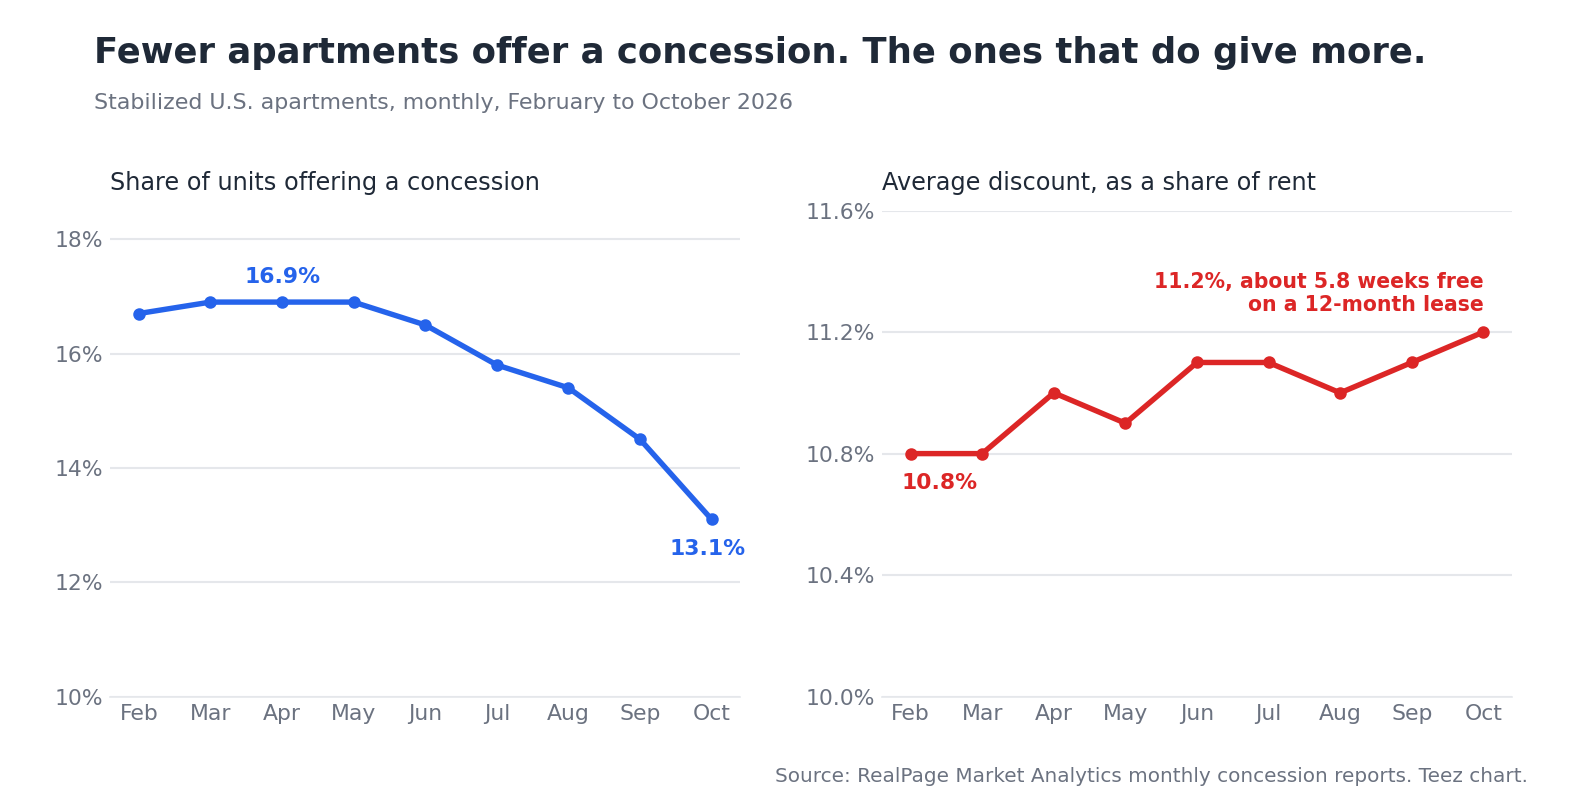 Fewer apartments offer a concession. The ones that do give more.
Stabilized U.S. apartments, monthly, February to October 2026
Share of units offering a concession
18%
16%
14%
12%
10%
16.9%
13.1%
Feb Mar Apr May Jun Jul Aug Sep Oct
Average discount, as a share of rent
11.6%
11.2%
10.8%
10.4%
10.0%
11.2%, about 5.8 weeks free
on a 12-month lease
10.8%
Feb Mar Apr May Jun Jul Aug Sep Oct
Source: RealPage Market Analytics monthly concession reports. Teez chart.